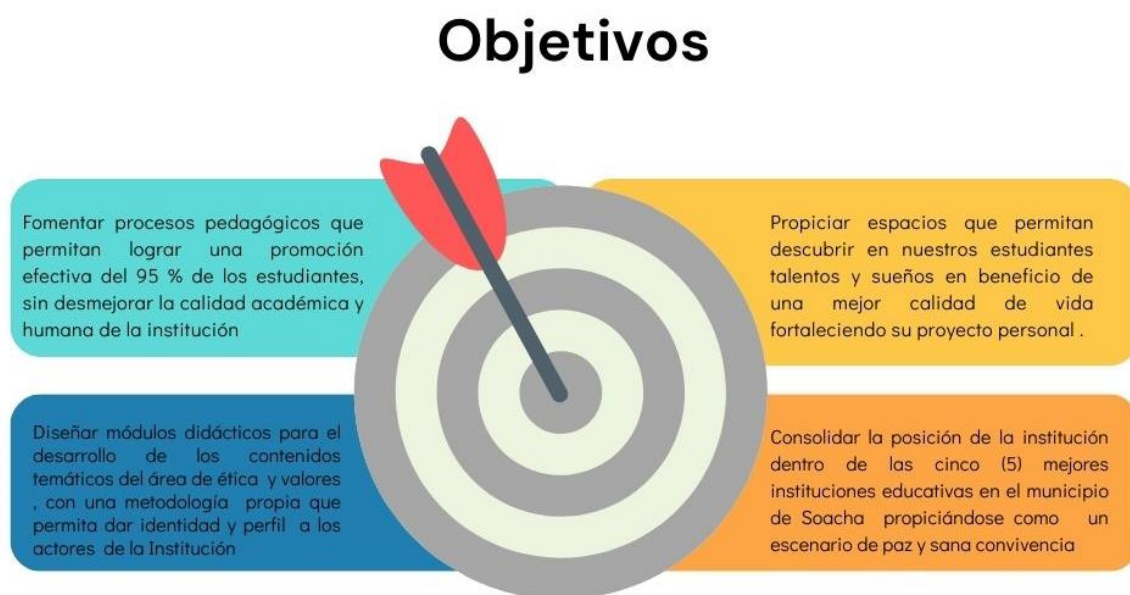 Objetivos
Fomentar procesos pedagógicos que
permitan lograr una promoción
efectiva del 95 % de los estudiantes,
sin desmejorar la calidad académica y
humana de la institución
Propiciar espacios que permitan
descubrir en nuestros estudiantes
talentos y sueños en beneficio de
una mejor calidad de vida
fortaleciendo su proyecto personal .
Diseñar módulos didácticos para el
desarrollo de los contenidos
temáticos del área de ética y valores
, con una metodología propia que
permita dar identidad y perfil a los
actores de la Institución
Consolidar la posición de la institución
dentro de las cinco (5) mejores
instituciones educativas en el municipio
de Soacha propiciándose como un
escenario de paz y sana convivencia